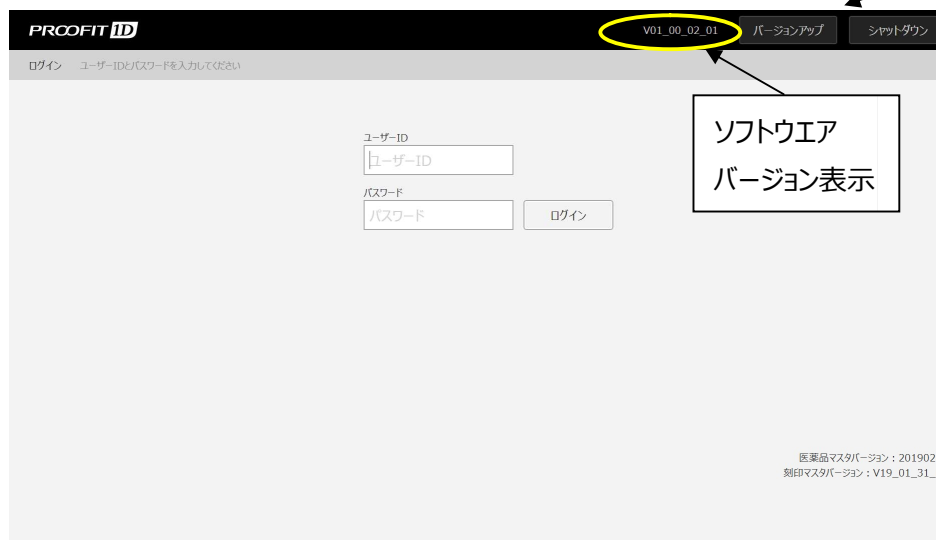 PROOFIT 1D
V01_00_02_01
バージョンアップ
シャットダウン
ログイン ユーザーIDとパスワードを入力してください
ソフトウエア
バージョン表示
ユーザーID
ユーザーID
パスワード
パスワード
ログイン
医薬品マスタバージョン：201902
刻印マスタバージョン：V19_01_31_